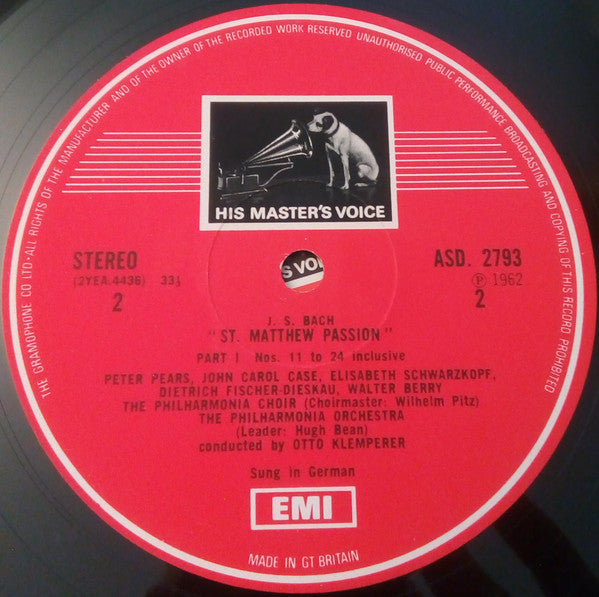 THE GRAMOPHONE CO LTD·ALL RIGHTS OF THE MANUFACTURER AND OF THE OWNER OF THE RECORDED WORK RESERVED UNAUTHORISED PUBLIC PERFORMANCE BROADCASTING AND COPYING OF THIS RECORD PROHIBITED
HIS MASTER'S VOICE
STEREO
(2YEA.4436) 33⅓
2
S VOI
ASD. 2793
℗ 1962
2
J. S. BACH
"ST. MATTHEW PASSION"
PART I Nos. 11 to 24 inclusive
PETER PEARS, JOHN CAROL CASE, ELISABETH SCHWARZKOPF,
DIETRICH FISCHER-DIESKAU, WALTER BERRY
THE PHILHARMONIA CHOIR (Choirmaster: Wilhelm Pitz)
THE PHILHARMONIA ORCHESTRA
(Leader: Hugh Bean)
conducted by OTTO KLEMPERER
Sung in German
EMI
MADE IN GT BRITAIN